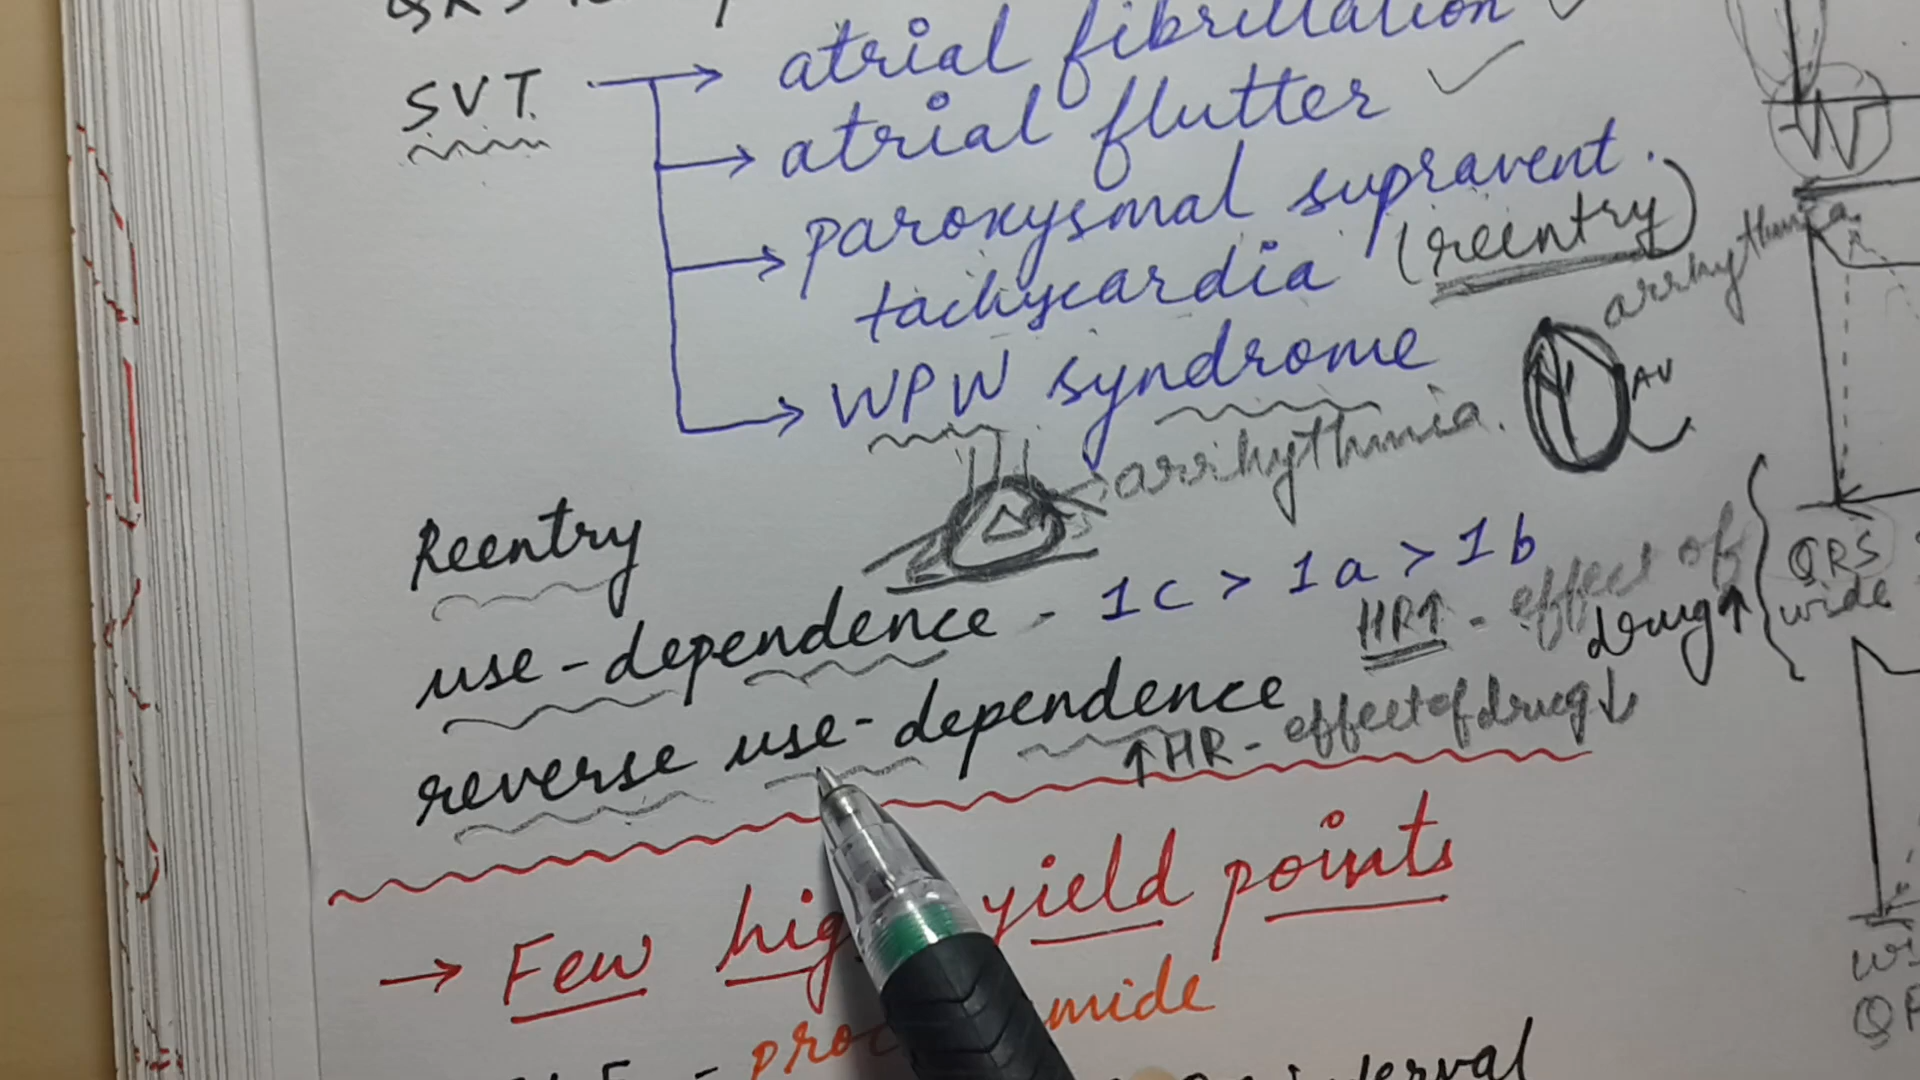 SVT
atrial fibrillation
atrial flutter
paroxysmal supravent.
tachycardia (reentry)
arrhythmia
WPW syndrome
arrhythmia.
AV
Reentry
use-dependence - 1c > 1a > 1b
HR↑ - effect of
drug↑
QRS
wide
reverse use-dependence
↑HR - effect of drug↓
→ Few yield points